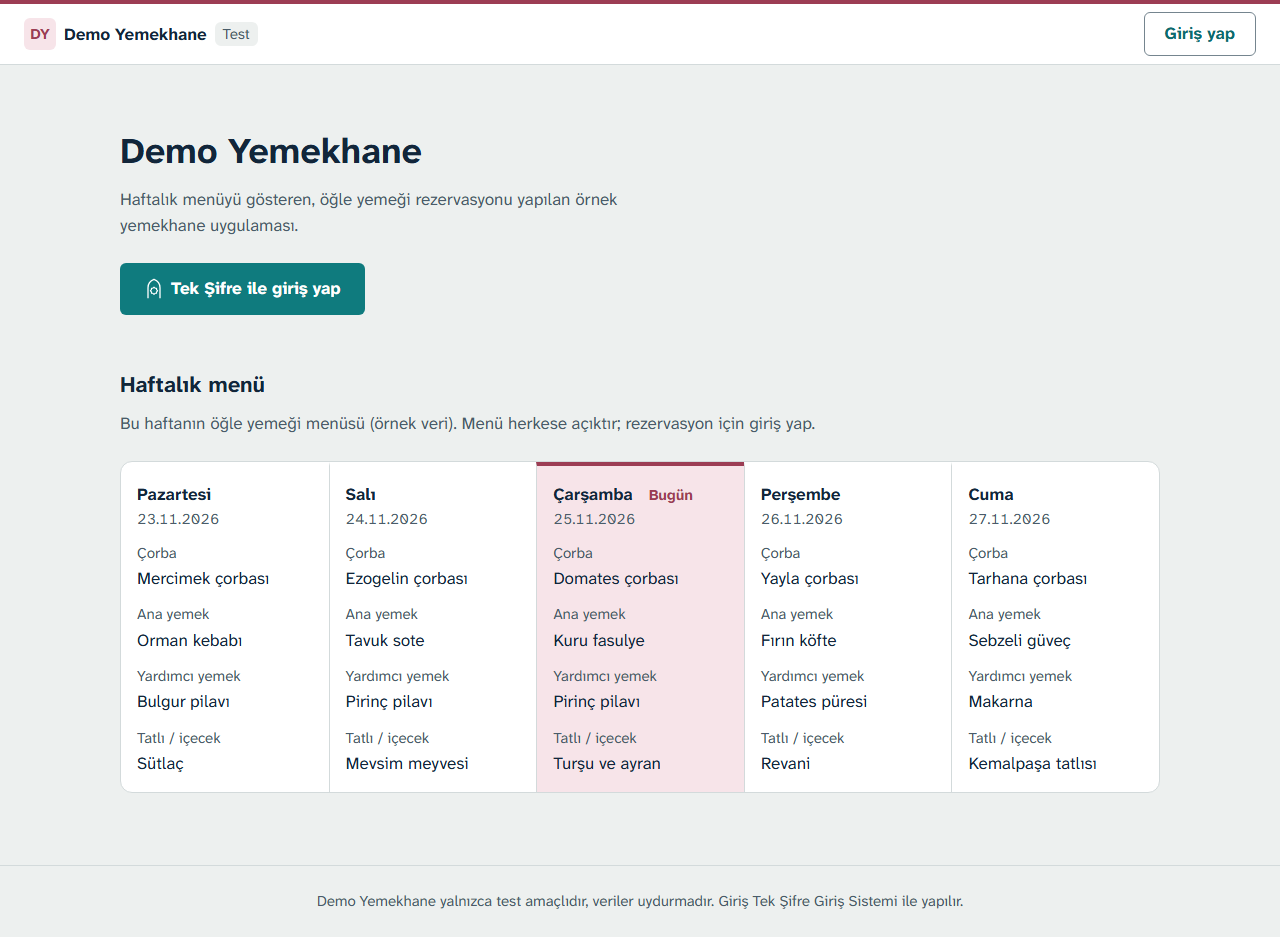 DY Demo Yemekhane Test Giriş yap
Demo Yemekhane
Haftalık menüyü gösteren, öğle yemeği rezervasyonu yapılan örnek
yemekhane uygulaması.
Tek Şifre ile giriş yap
Haftalık menü
Bu haftanın öğle yemeği menüsü (örnek veri). Menü herkese açıktır; rezervasyon için giriş yap.
Pazartesi
23.11.2026
Çorba
Mercimek çorbası
Ana yemek
Orman kebabı
Yardımcı yemek
Bulgur pilavı
Tatlı / içecek
Sütlaç
Salı
24.11.2026
Çorba
Ezogelin çorbası
Ana yemek
Tavuk sote
Yardımcı yemek
Pirinç pilavı
Tatlı / içecek
Mevsim meyvesi
Çarşamba Bugün
25.11.2026
Çorba
Domates çorbası
Ana yemek
Kuru fasulye
Yardımcı yemek
Pirinç pilavı
Tatlı / içecek
Turşu ve ayran
Perşembe
26.11.2026
Çorba
Yayla çorbası
Ana yemek
Fırın köfte
Yardımcı yemek
Patates püresi
Tatlı / içecek
Revani
Cuma
27.11.2026
Çorba
Tarhana çorbası
Ana yemek
Sebzeli güveç
Yardımcı yemek
Makarna
Tatlı / içecek
Kemalpaşa tatlısı
Demo Yemekhane yalnızca test amaçlıdır, veriler uydurmadır. Giriş Tek Şifre Giriş Sistemi ile yapılır.